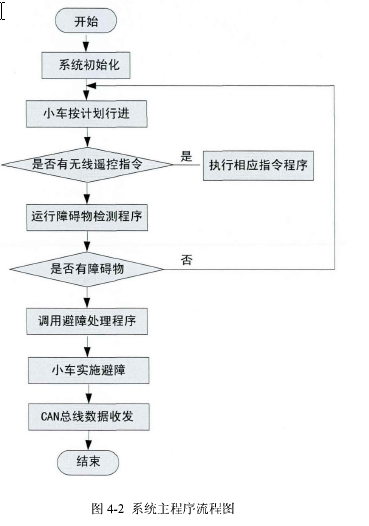 开始
系统初始化
小车按计划行进
是否有无线遥控指令
是
执行相应指令程序
运行障碍物检测程序
是否有障碍物
否
调用避障处理程序
小车实施避障
CAN总线数据收发
结束
图 4-2 系统主程序流程图